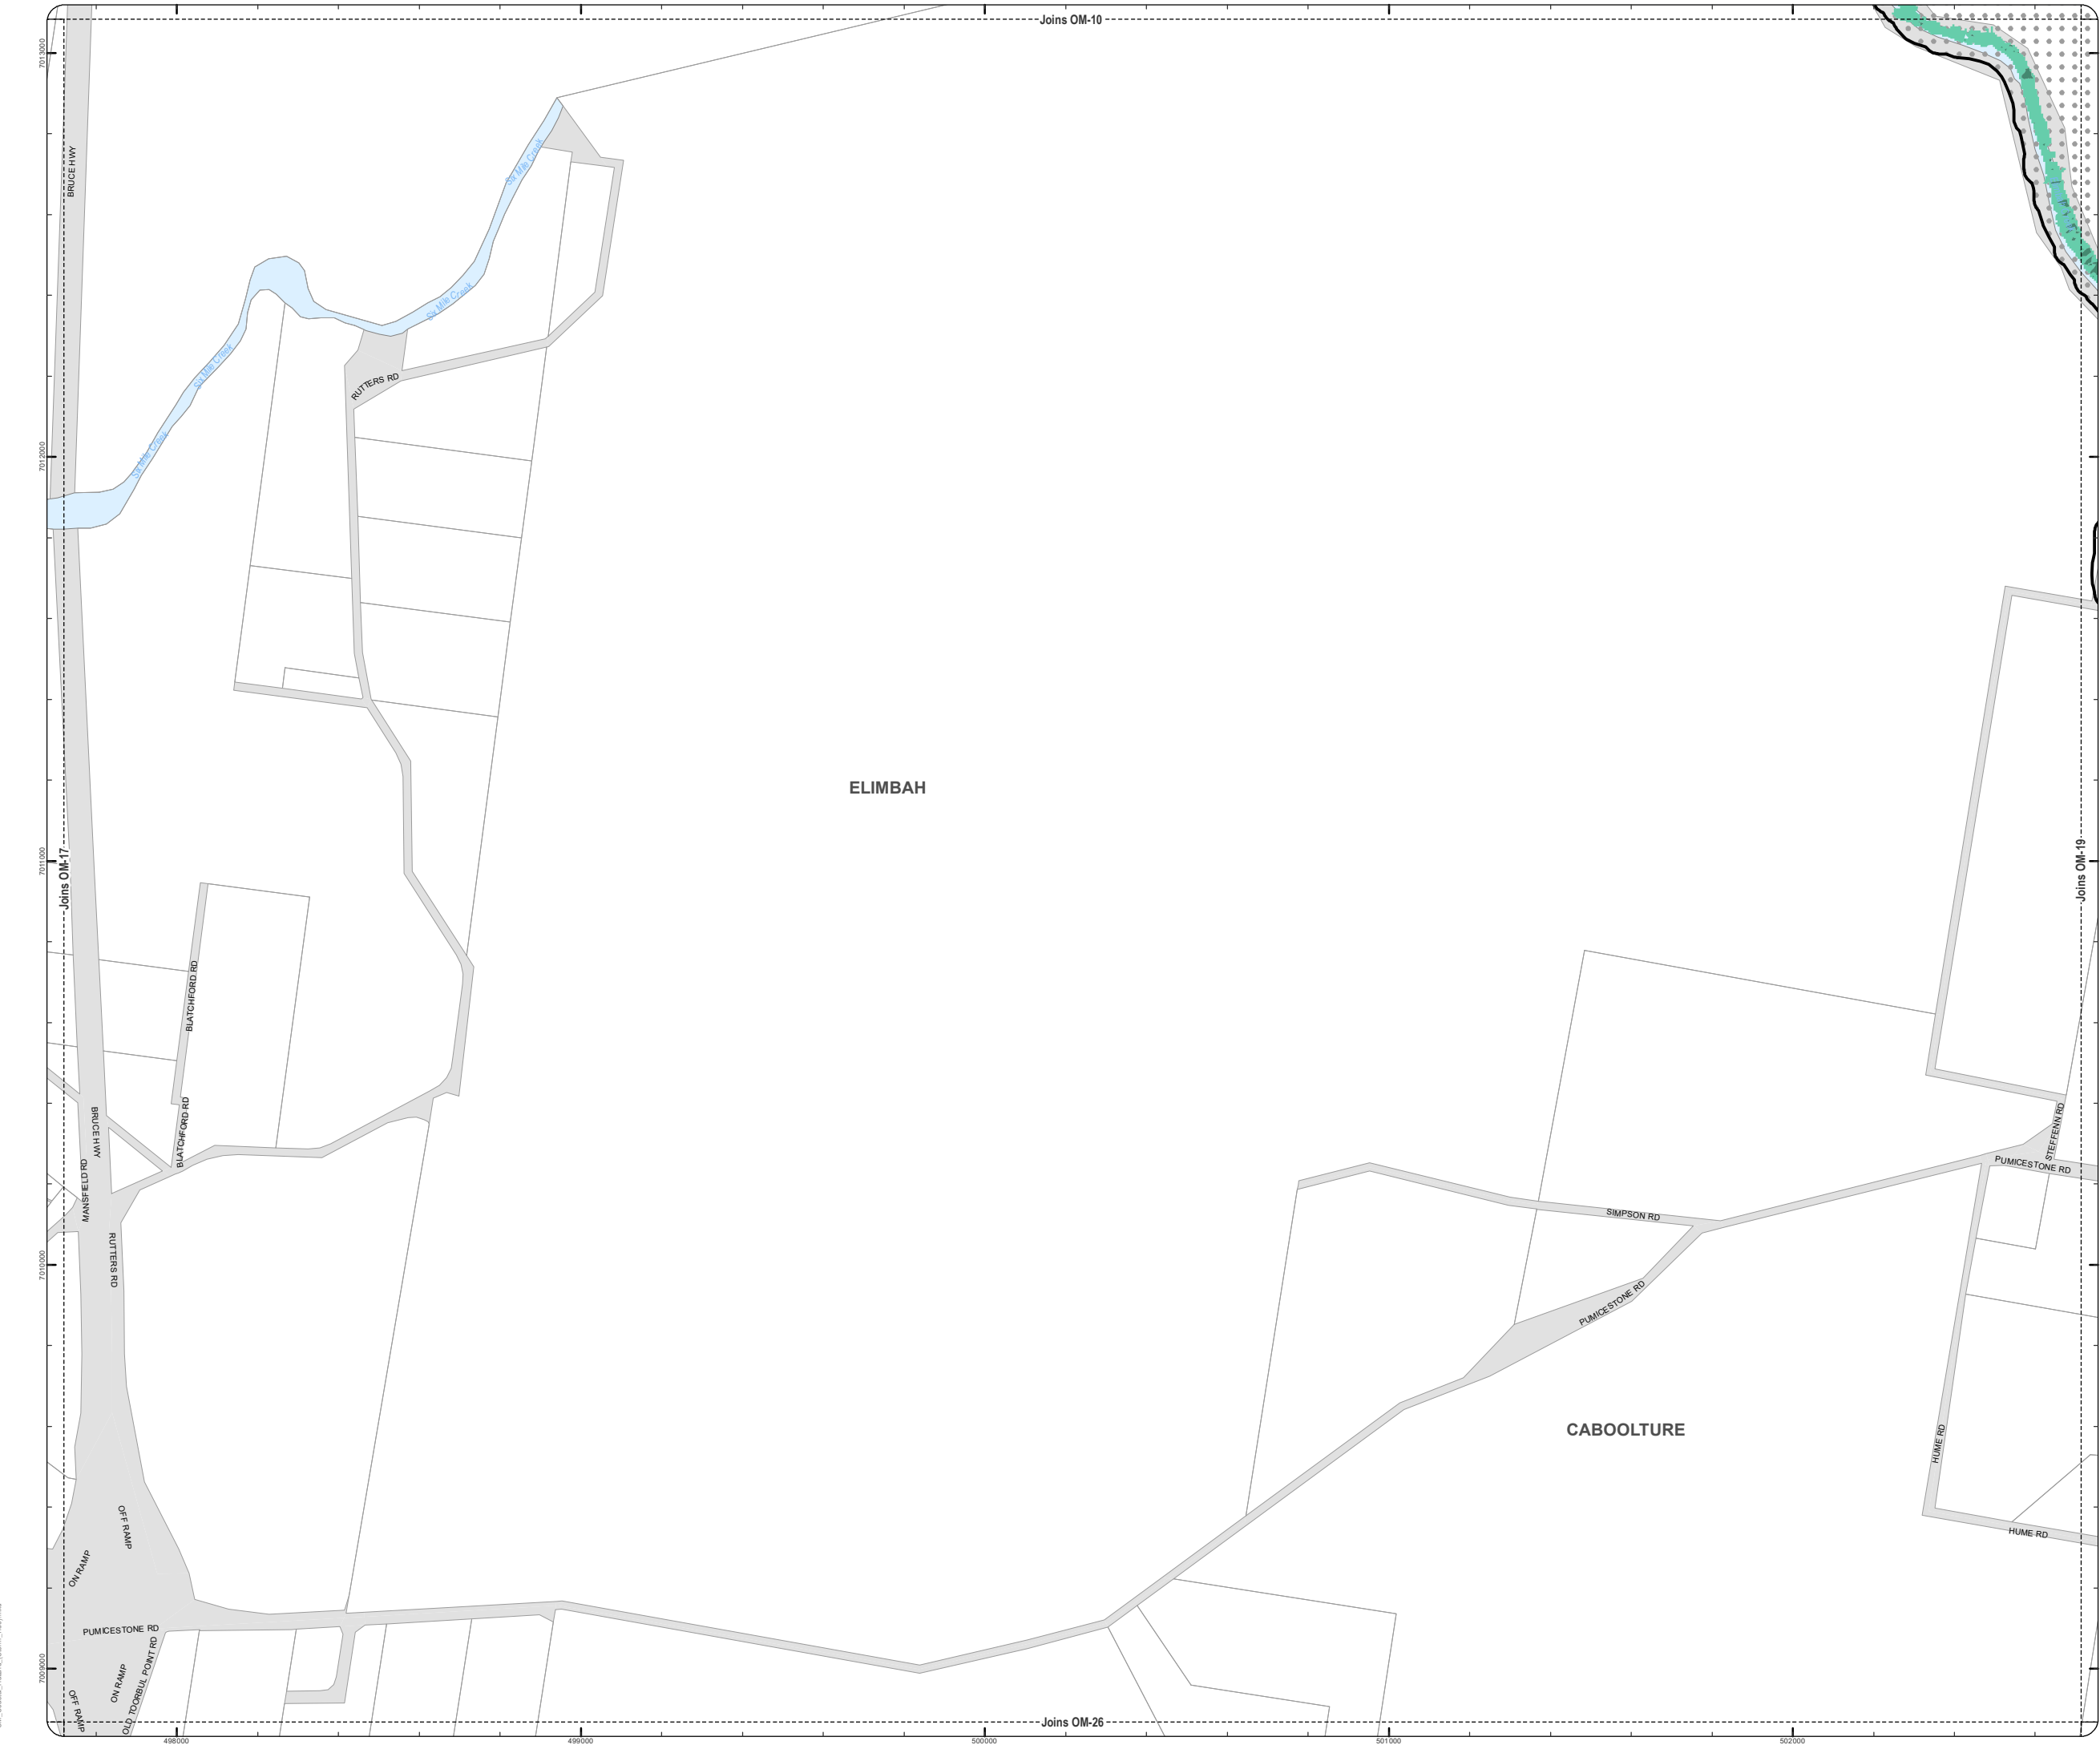 Joins OM-10
7013000
BRUCE HWY
Six Mile Creek
Six Mile Creek
Six Mile Creek
RUTTERS RD
Six Mile Creek
7012000
ELIMBAH
7011000
Joins OM-17
Joins OM-19
BLATCHFORD RD
BRUCE HWY
BLATCHFORD RD
STEFFENN RD
PUMICESTONE RD
MANSFIELD RD
SIMPSON RD
RUTTERS RD
7010000
PUMICESTONE RD
CABOOLTURE
HUME RD
OFF RAMP
HUME RD
ON RAMP
PUMICESTONE RD
OLD TOORBUL POINT RD
ON RAMP
7009000
OFF RAMP
Joins OM-26
498000
499000
500000
501000
502000